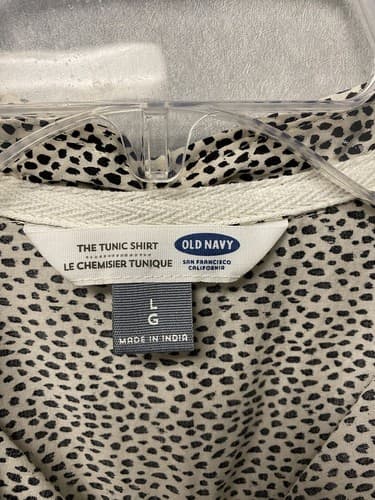 THE TUNIC SHIRT
LE CHEMISIER TUNIQUE
OLD NAVY
SAN FRANCISCO
CALIFORNIA
L
G
MADE IN INDIA